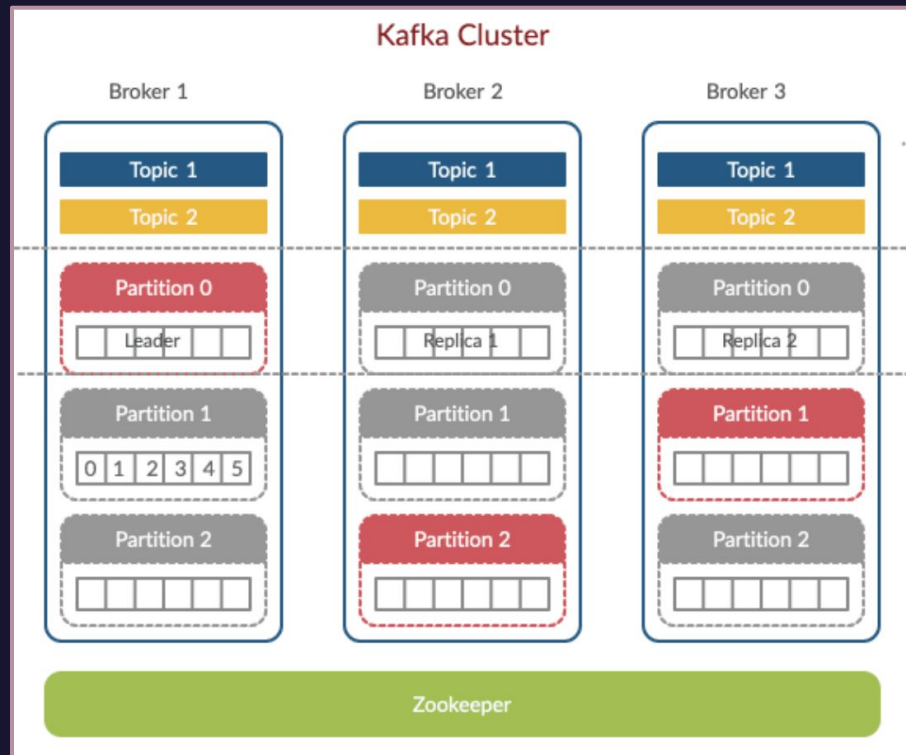 Kafka Cluster
Broker 1
Broker 2
Broker 3
Topic 1
Topic 1
Topic 1
Topic 2
Topic 2
Topic 2
Partition 0
Partition 0
Partition 0
Leader
Replica 1
Replica 2
Partition 1
Partition 1
Partition 1
0 1 2 3 4 5
Partition 2
Partition 2
Partition 2
Zookeeper